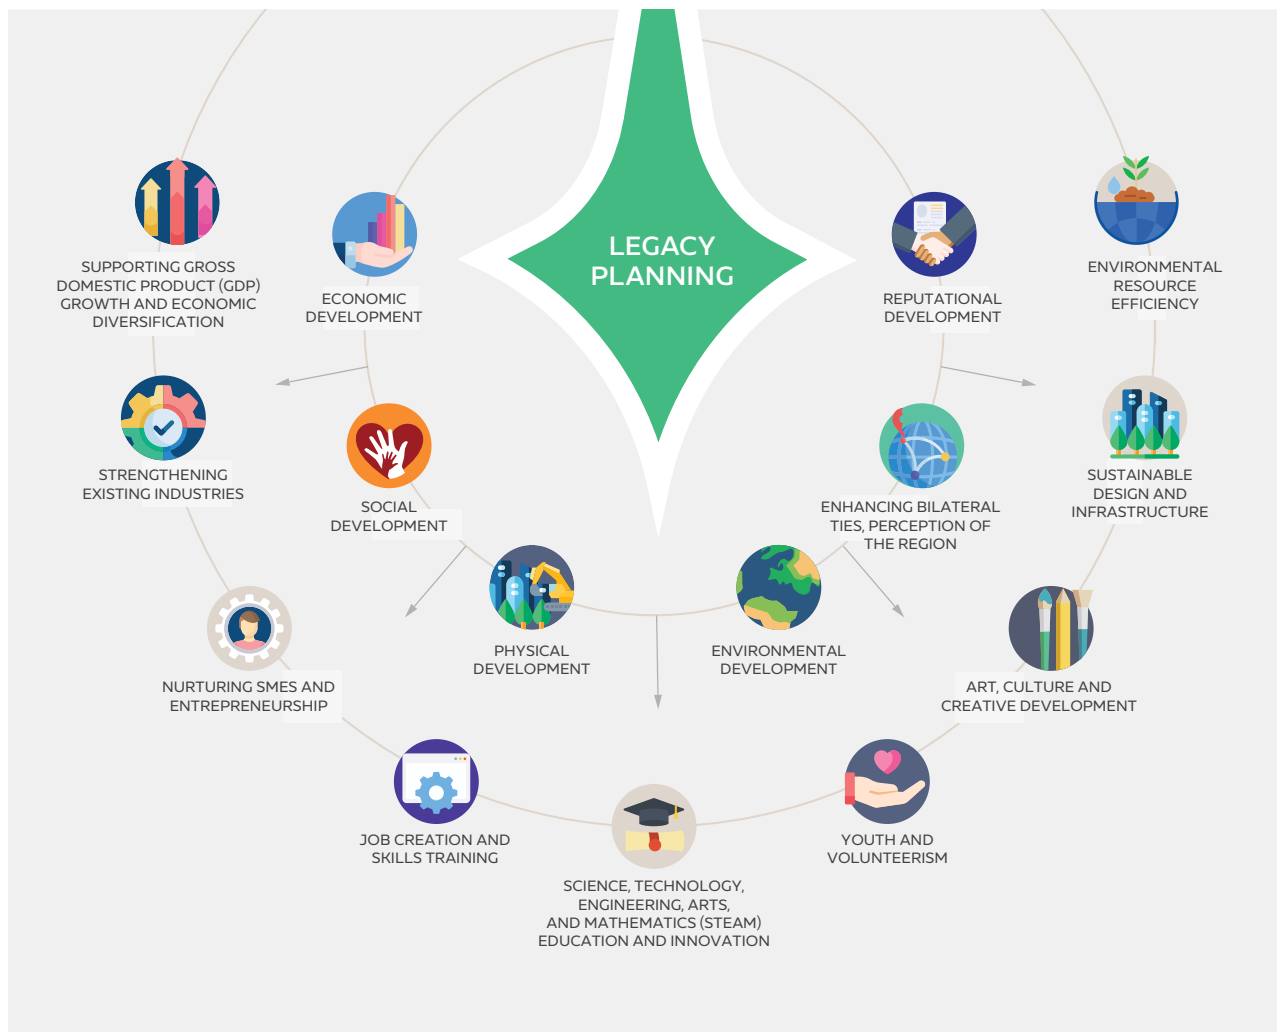 LEGACY
PLANNING
SUPPORTING GROSS
DOMESTIC PRODUCT (GDP)
GROWTH AND ECONOMIC
DIVERSIFICATION
ECONOMIC
DEVELOPMENT
REPUTATIONAL
DEVELOPMENT
ENVIRONMENTAL
RESOURCE
EFFICIENCY
STRENGTHENING
EXISTING INDUSTRIES
SOCIAL
DEVELOPMENT
ENHANCING BILATERAL
TIES, PERCEPTION OF
THE REGION
SUSTAINABLE
DESIGN AND
INFRASTRUCTURE
PHYSICAL
DEVELOPMENT
ENVIRONMENTAL
DEVELOPMENT
NURTURING SMES AND
ENTREPRENEURSHIP
ART, CULTURE AND
CREATIVE DEVELOPMENT
JOB CREATION AND
SKILLS TRAINING
YOUTH AND
VOLUNTEERISM
SCIENCE, TECHNOLOGY,
ENGINEERING, ARTS,
AND MATHEMATICS (STEAM)
EDUCATION AND INNOVATION